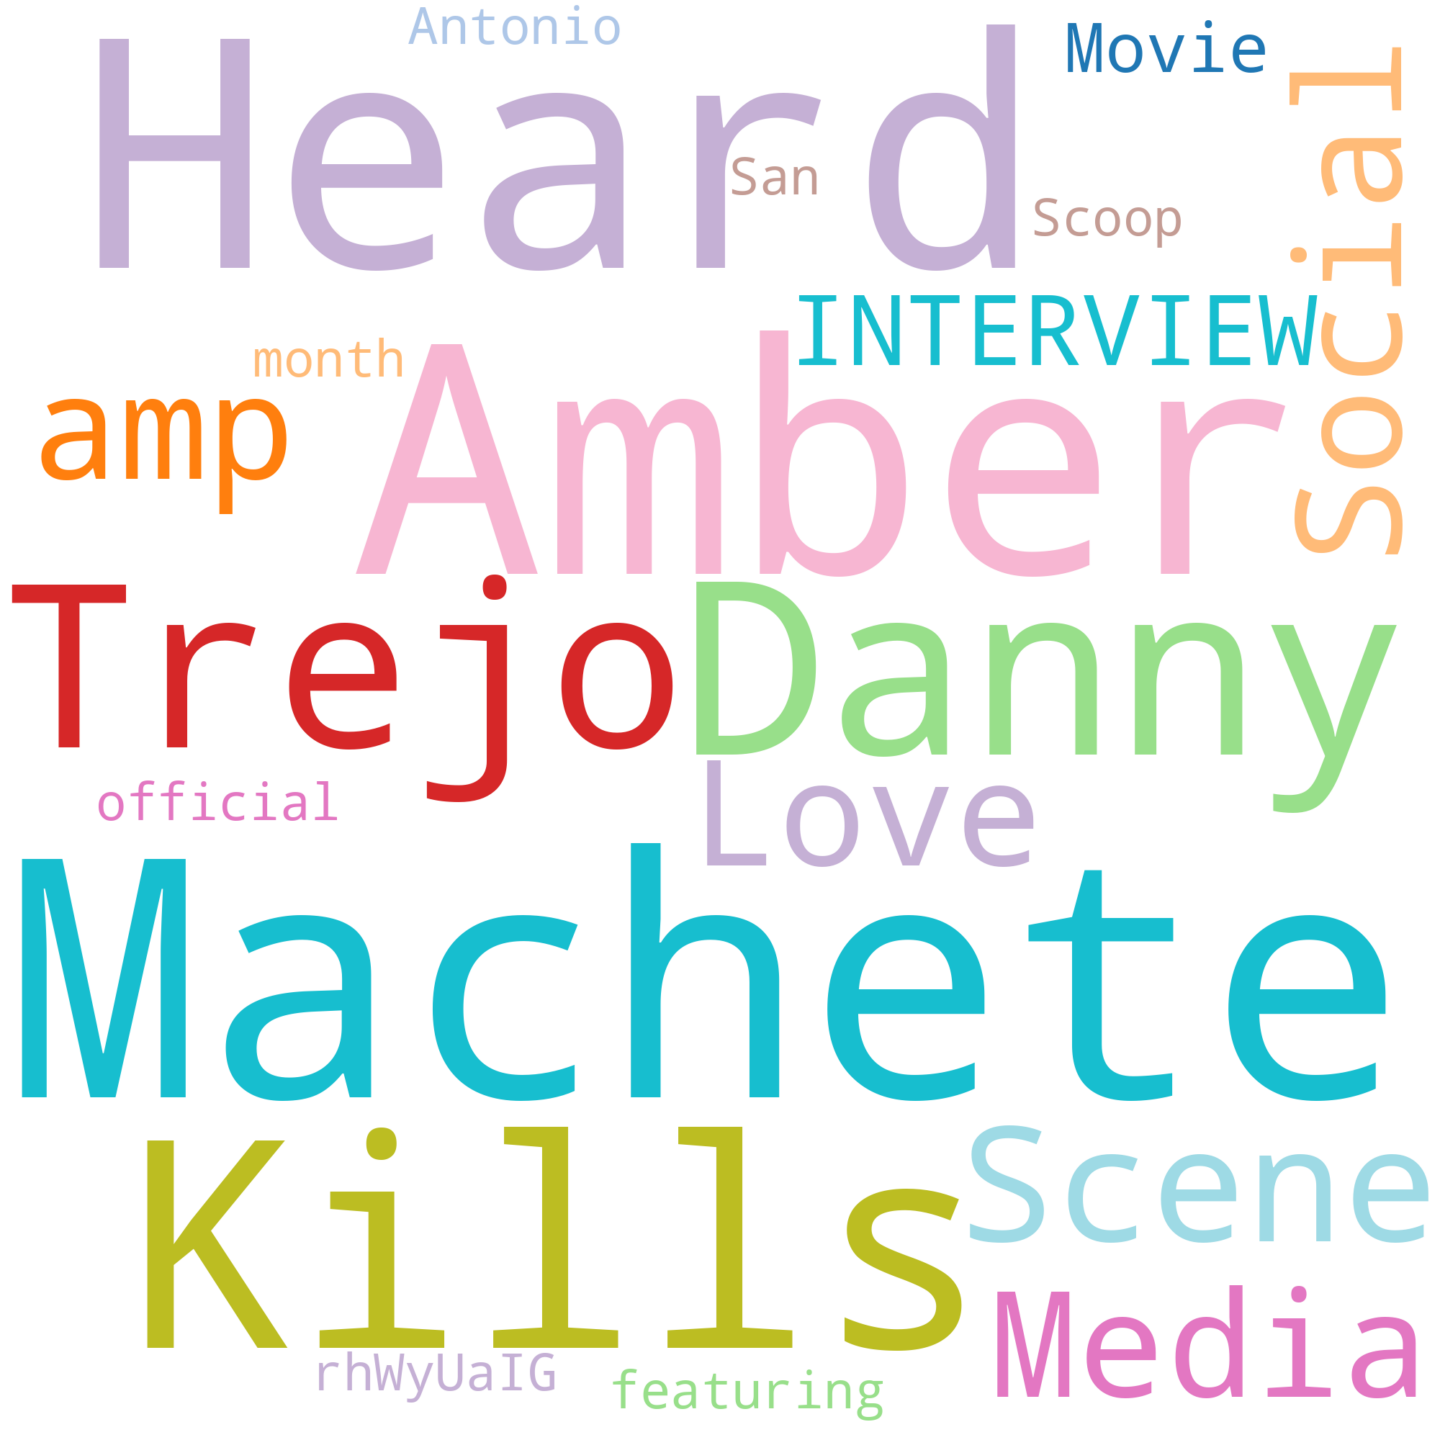 Antonio
Movie
Heard
Social
San
Scoop
INTERVIEW
month
amp
Amber
Trejo
Danny
official
Love
Machete
Kills
Scene
Media
rhWyUaIG
featuring